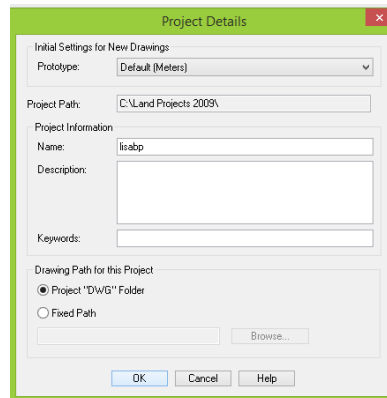 Project Details
Initial Settings for New Drawings
Prototype: Default (Meters)
Project Path: C:\Land Projects 2009\
Project Information
Name: lisabp
Description:
Keywords:
Drawing Path for this Project
Project "DWG" Folder
Fixed Path
Browse...
OK Cancel Help